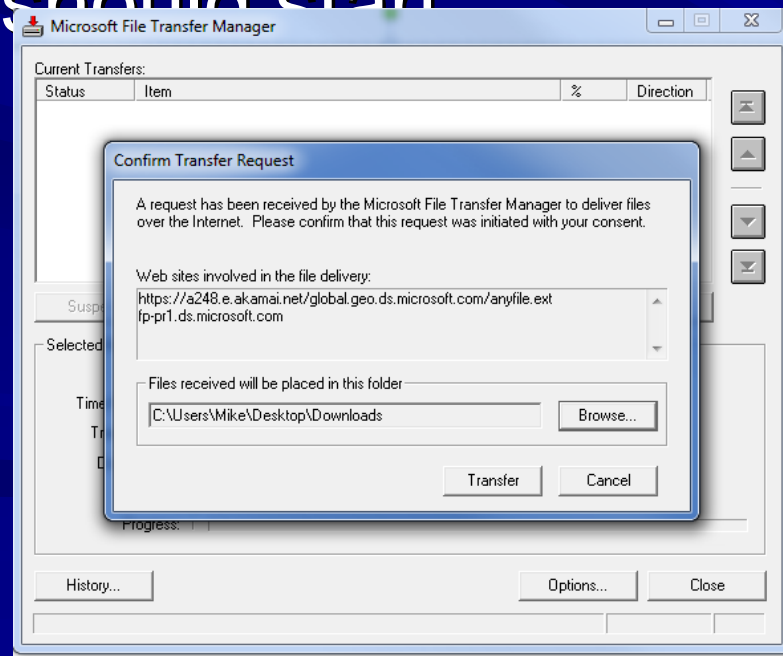 should start
Microsoft File Transfer Manager
Current Transfers:
Status Item % Direction
Confirm Transfer Request
A request has been received by the Microsoft File Transfer Manager to deliver files
over the Internet. Please confirm that this request was initiated with your consent.
Web sites involved in the file delivery:
https://a248.e.akamai.net/global.geo.ds.microsoft.com/anyfile.ext
fp-pr1.ds.microsoft.com
Selected
Files received will be placed in this folder
Time
C:\Users\Mike\Desktop\Downloads Browse...
Transfer Cancel
Progress:
History... Options... Close